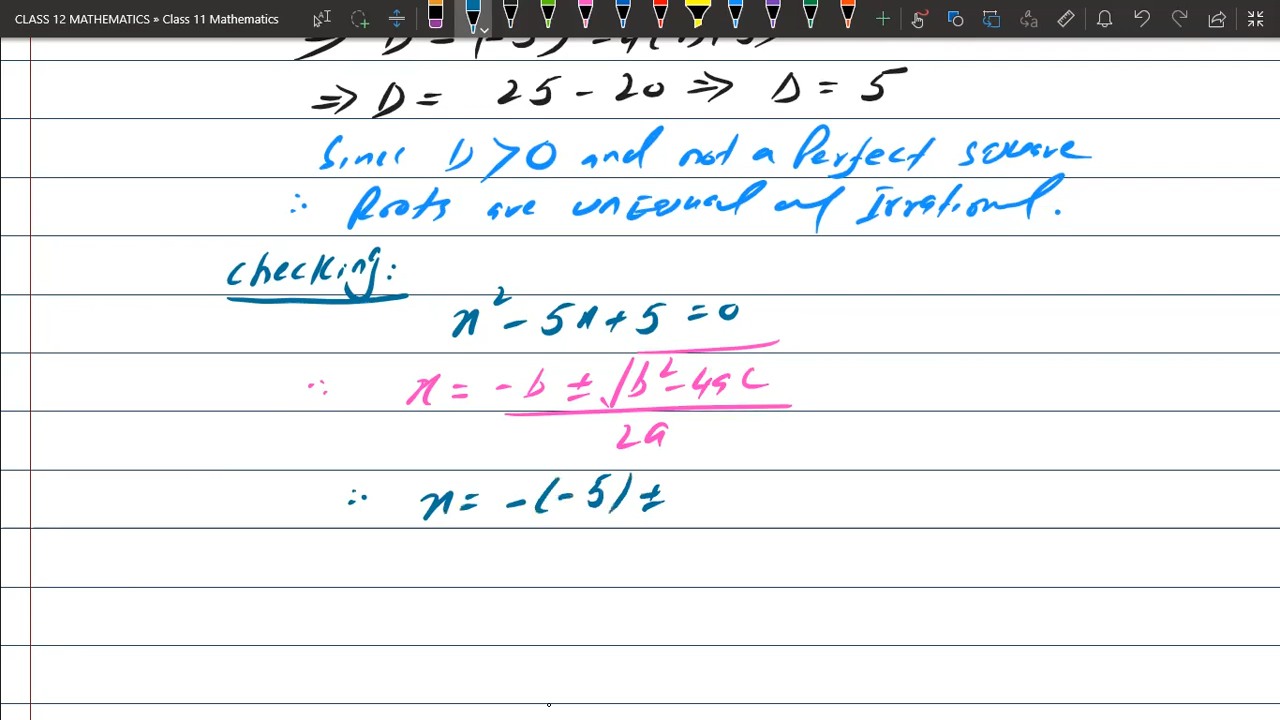 CLASS 12 MATHEMATICS » Class 11 Mathematics
⇒ D = 25 - 20 ⇒ D = 5
Since D > 0 and not a Perfect square
∴ Roots are unequal and Irrational.
checking:
x² - 5x + 5 = 0
∴ x = -b ± √b² - 4ac
2a
∴ x = -(-5) ±